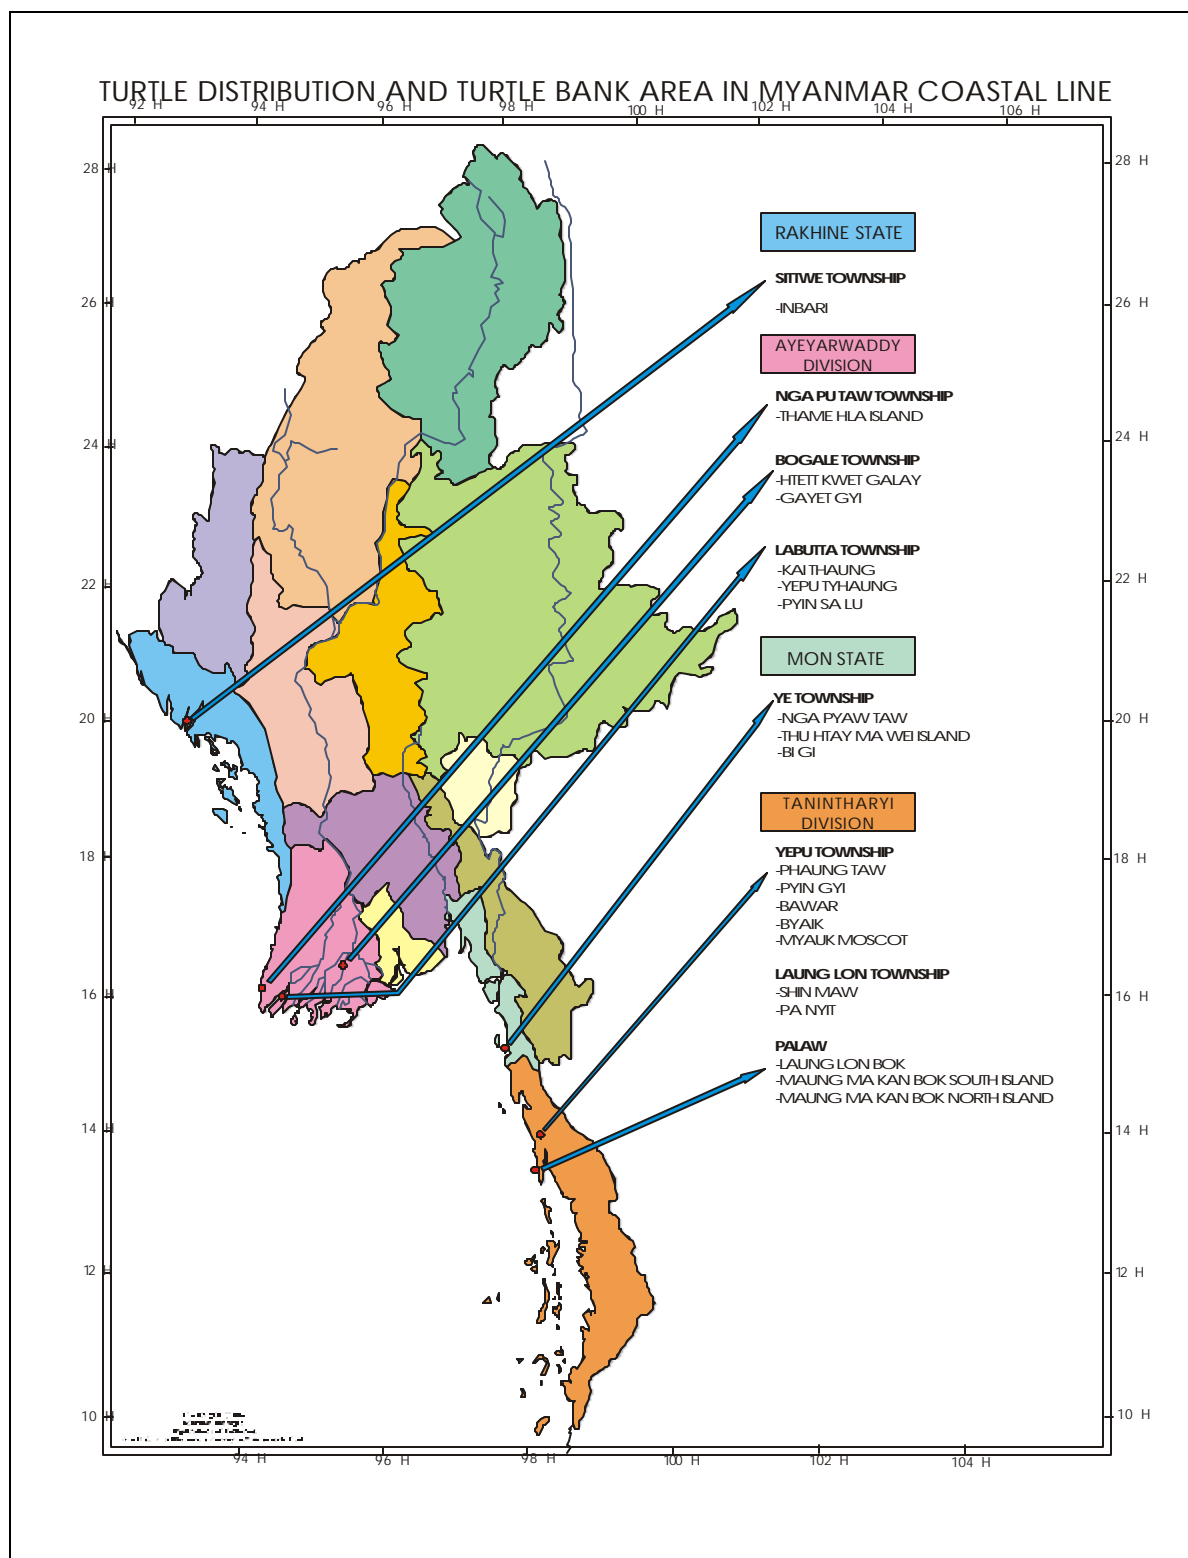 TURTLE DISTRIBUTION AND TURTLE BANK AREA IN MYANMAR COASTAL LINE
92 H 94 H 96 H 98 H 100 H 102 H 104 H 106 H
28 H 28 H
RAKHINE STATE
SITTWE TOWNSHIP
26 H 26 H
-INBARI
AYEYARWADDY
DIVISION
NGA PU TAW TOWNSHIP
-THAME HLA ISLAND
24 H 24 H
BOGALE TOWNSHIP
-HTETT KWET GALAY
-GAYET GYI
LABUTTA TOWNSHIP
-KAI THAUNG
22 H 22 H
-YEPU TYHAUNG
-PYIN SA LU
MON STATE
YE TOWNSHIP
20 H 20 H
-NGA PYAW TAW
-THU HTAY MA WEI ISLAND
-BI GI
TANINTHARYI
DIVISION
YEPU TOWNSHIP
18 H 18 H
-PHAUNG TAW
-PYIN GYI
-BAWAR
-BYAIK
-MYAUK MOSCOT
LAUNG LON TOWNSHIP
16 H 16 H
-SHIN MAW
-PA NYIT
PALAW
-LAUNG LON BOK
-MAUNG MA KAN BOK SOUTH ISLAND
-MAUNG MA KAN BOK NORTH ISLAND
14 H 14 H
12 H 12 H
10 H 10 H
94 H 96 H 98 H 100 H 102 H 104 H